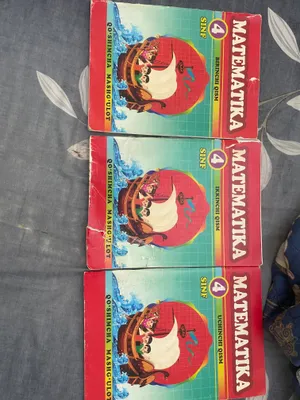 MATEMATIKA
BIRINCHI QISM
4
SINF
QO'SHIMCHA MASHG'ULOT
MATEMATIKA
IKKINCHI QISM
4
SINF
QO'SHIMCHA MASHG'ULOT
MATEMATIKA
UCHINCHI QISM
4
SINF
QO'SHIMCHA MASHG'ULOT